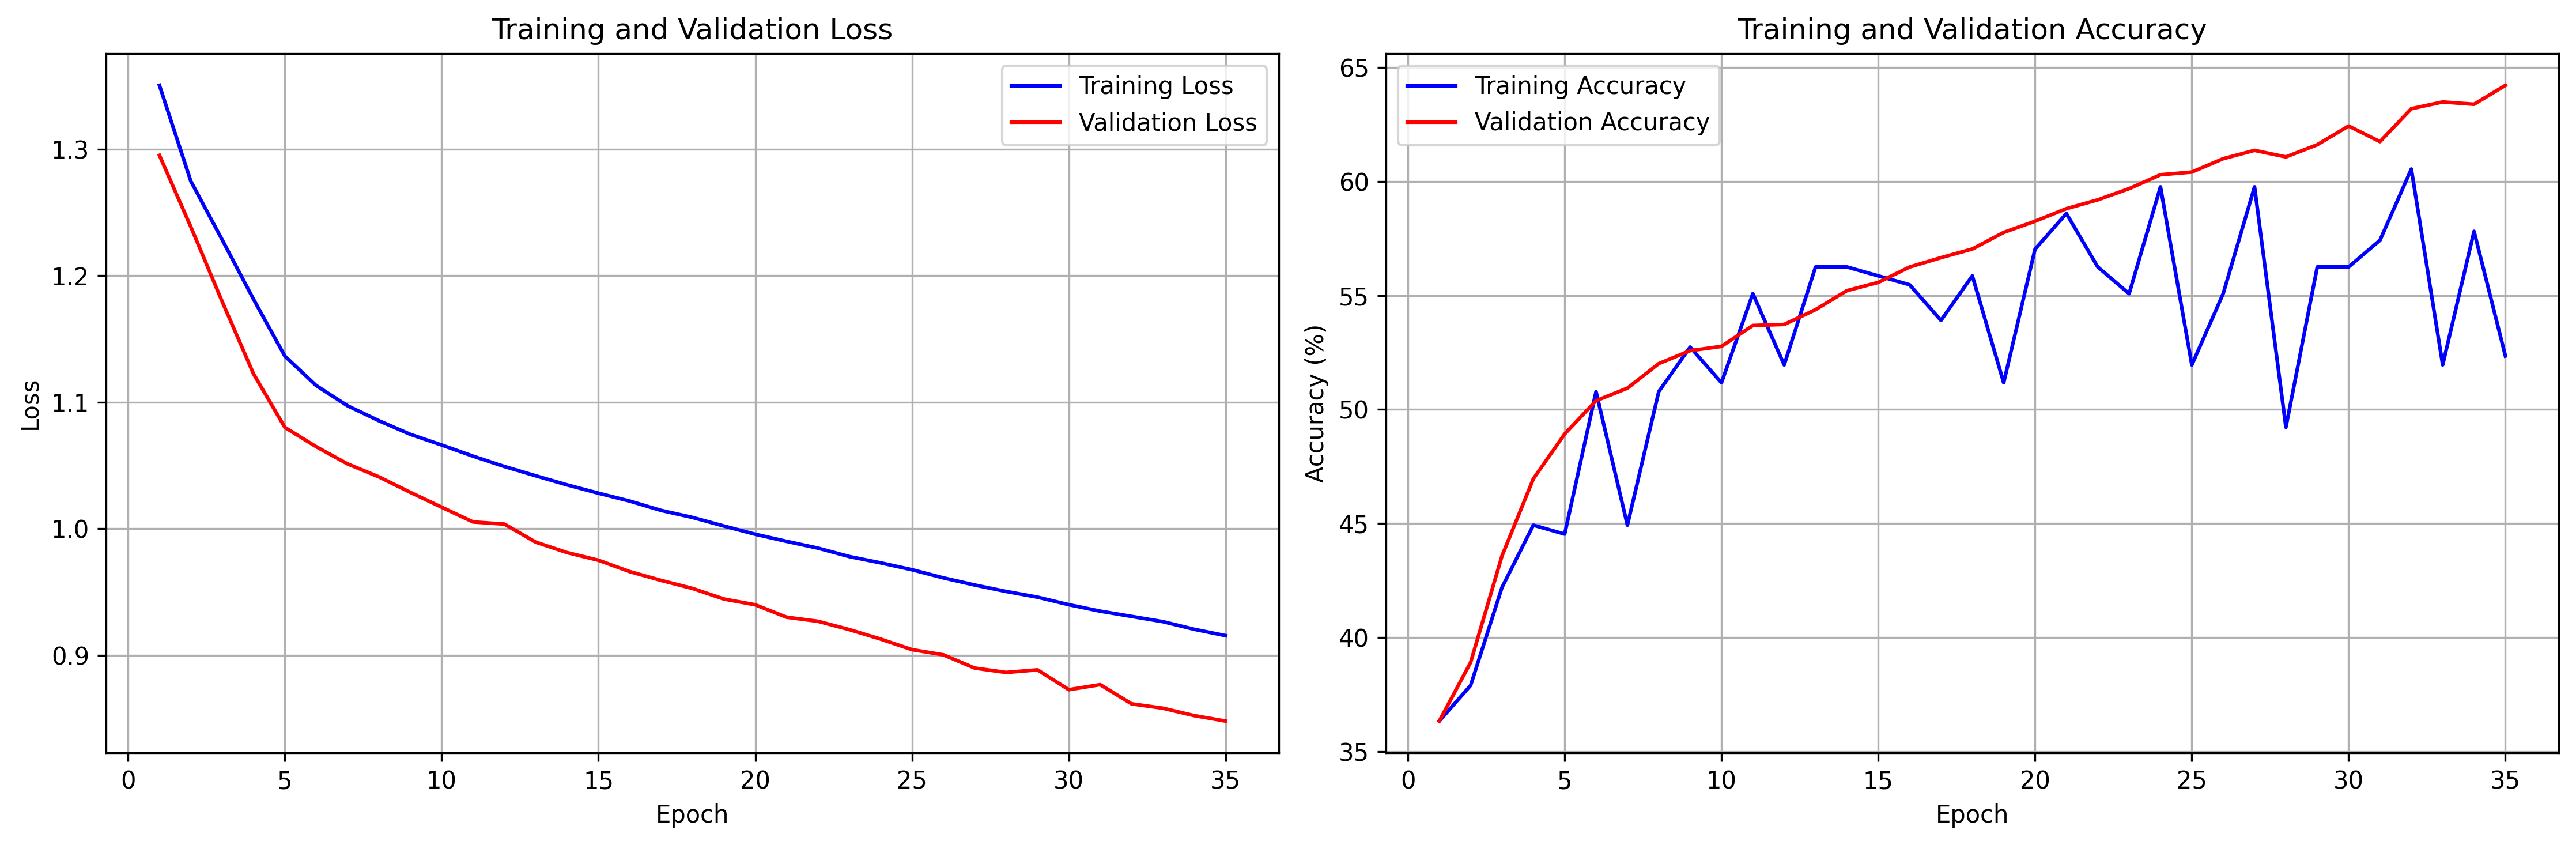 Training and Validation Loss
Training Loss
Validation Loss
1.3
1.2
1.1
1.0
0.9
Loss
0 5 10 15 20 25 30 35
Epoch
Training and Validation Accuracy
Training Accuracy
Validation Accuracy
65
60
55
50
45
40
35
Accuracy (%)
0 5 10 15 20 25 30 35
Epoch